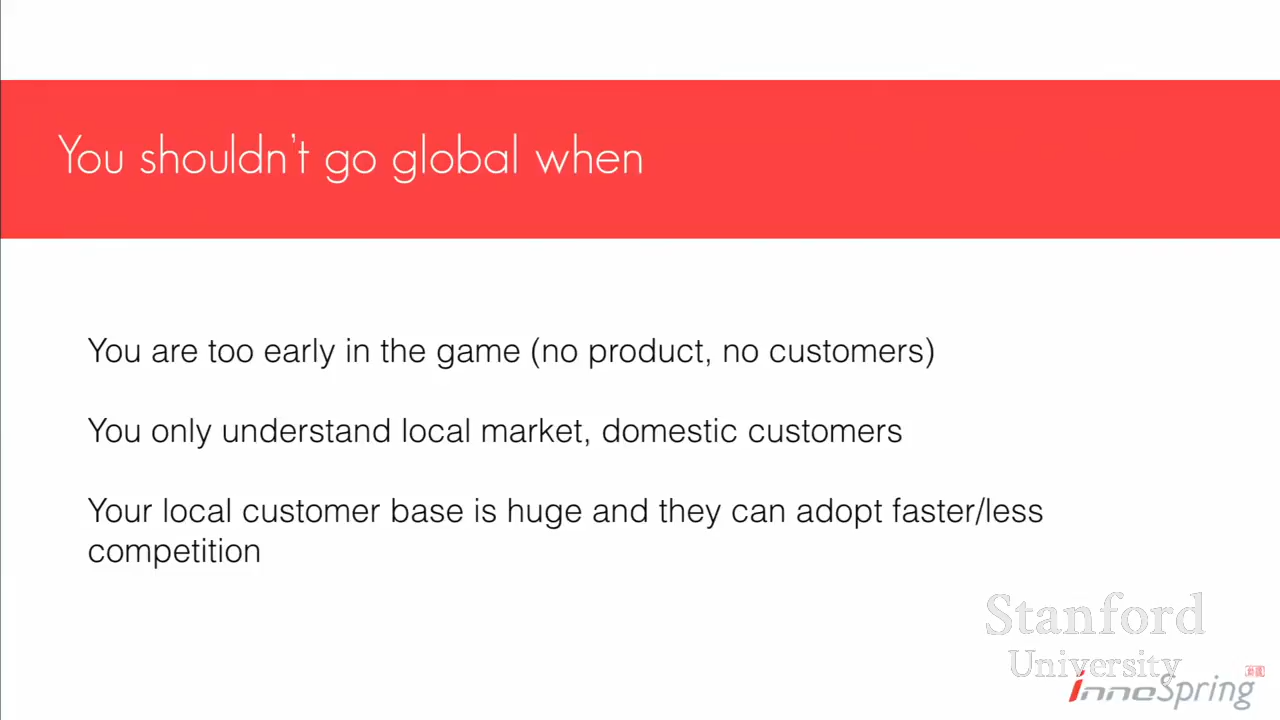 You shouldn't go global when
You are too early in the game (no product, no customers)
You only understand local market, domestic customers
Your local customer base is huge and they can adopt faster/less
competition
Stanford
University
InnoSpring